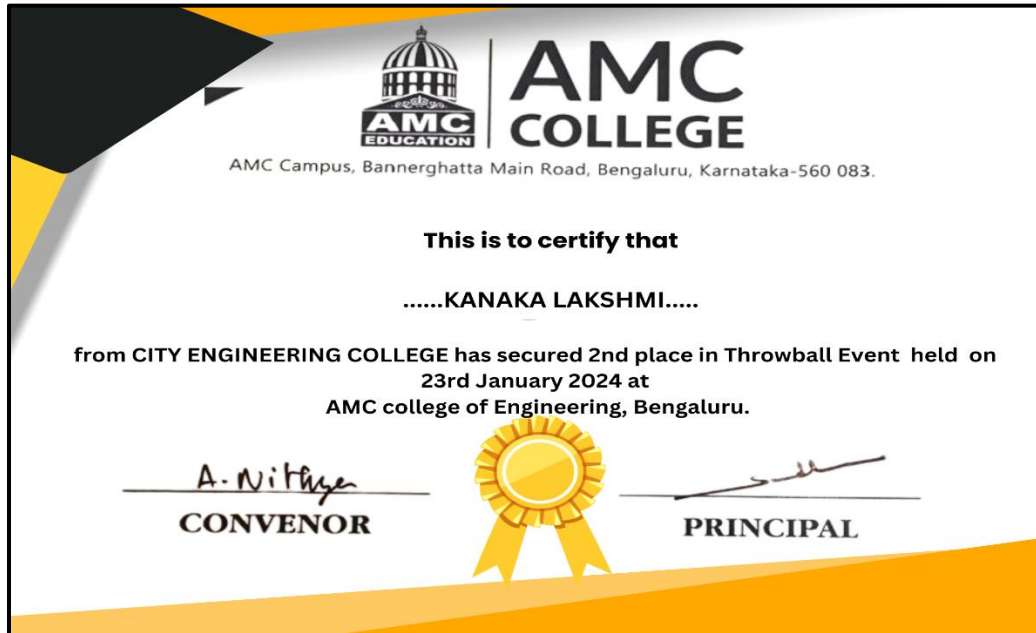 AMC
EDUCATION
AMC
COLLEGE
AMC Campus, Bannerghatta Main Road, Bengaluru, Karnataka-560 083.
This is to certify that
......KANAKA LAKSHMI.....
from CITY ENGINEERING COLLEGE has secured 2nd place in Throwball Event held on
23rd January 2024 at
AMC college of Engineering, Bengaluru.
A. Nithya
CONVENOR
PRINCIPAL